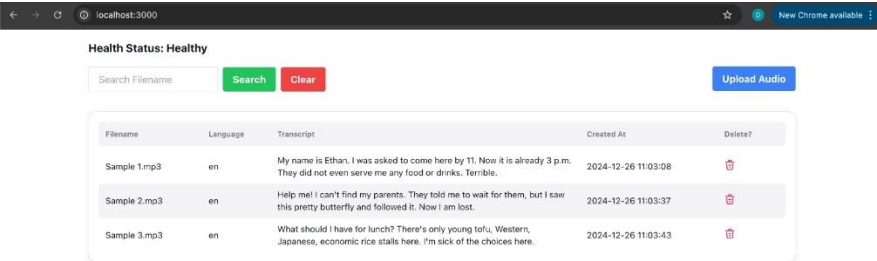 localhost:3000
D
New Chrome available
Health Status: Healthy
Search Filename
Search
Clear
Upload Audio
Filename Language Transcript Created At Delete?
Sample 1.mp3 en My name is Ethan. I was asked to come here by 11. Now it is already 3 p.m. 2024-12-26 11:03:08
They did not even serve me any food or drinks. Terrible.
Sample 2.mp3 en Help me! I can't find my parents. They told me to wait for them, but I saw 2024-12-26 11:03:37
this pretty butterfly and followed it. Now i am lost.
Sample 3.mp3 en What should I have for lunch? There's only young tofu, Western, 2024-12-26 11:03:43
Japanese, economic rice stalls here. I'm sick of the choices here.